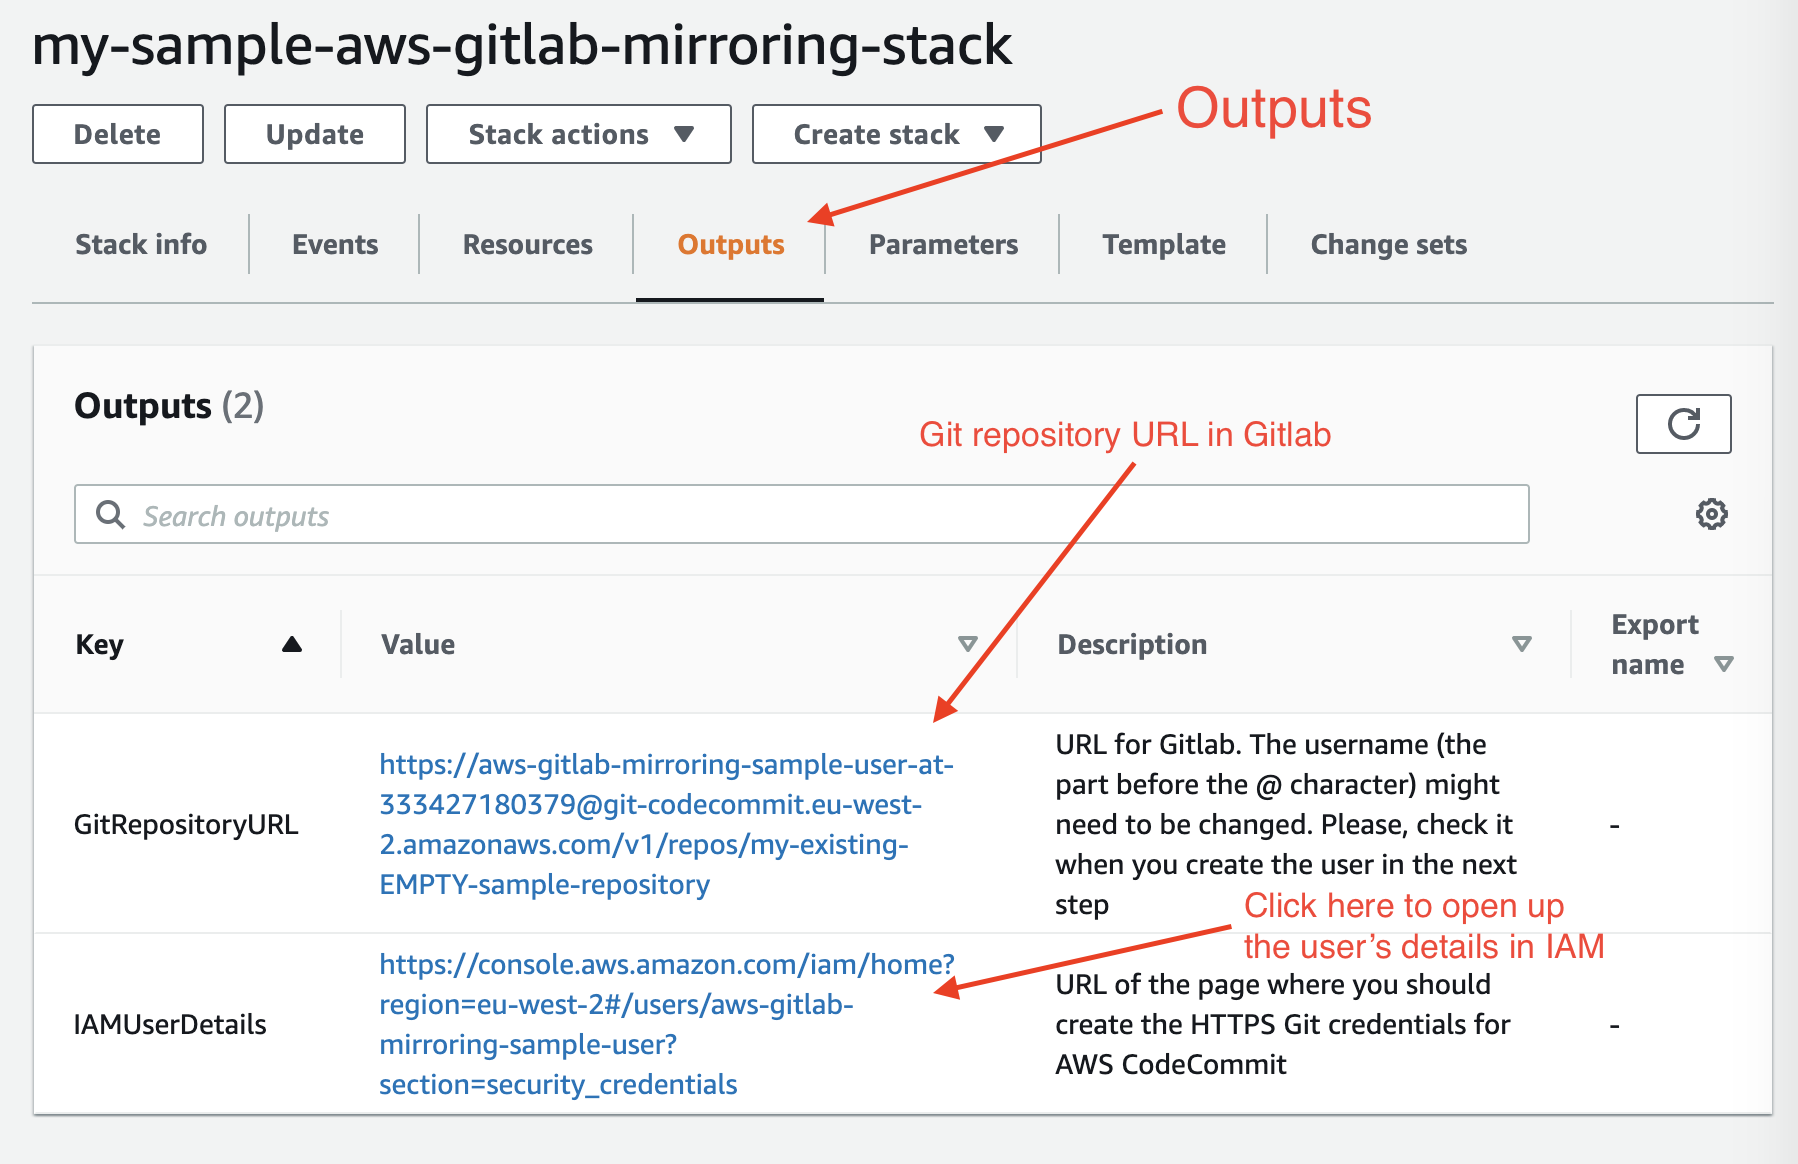 my-sample-aws-gitlab-mirroring-stack
Outputs
Delete
Update
Stack actions
Create stack
Stack info
Events
Resources
Outputs
Parameters
Template
Change sets
Outputs (2)
Git repository URL in Gitlab
Search outputs
Key
Value
Description
Export
name
GitRepositoryURL
https://aws-gitlab-mirroring-sample-user-at-
333427180379@git-codecommit.eu-west-
2.amazonaws.com/v1/repos/my-existing-
EMPTY-sample-repository
URL for Gitlab. The username (the
part before the @ character) might
need to be changed. Please, check it
when you create the user in the next
step
-
Click here to open up
the user’s details in IAM
IAMUserDetails
https://console.aws.amazon.com/iam/home?
region=eu-west-2#/users/aws-gitlab-
mirroring-sample-user?
section=security_credentials
URL of the page where you should
create the HTTPS Git credentials for
AWS CodeCommit
-